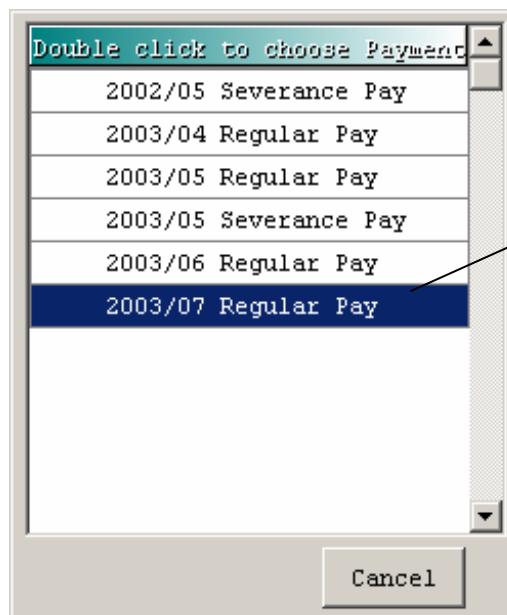 Double click to choose Payment
2002/05 Severance Pay
2003/04 Regular Pay
2003/05 Regular Pay
2003/05 Severance Pay
2003/06 Regular Pay
2003/07 Regular Pay
Cancel